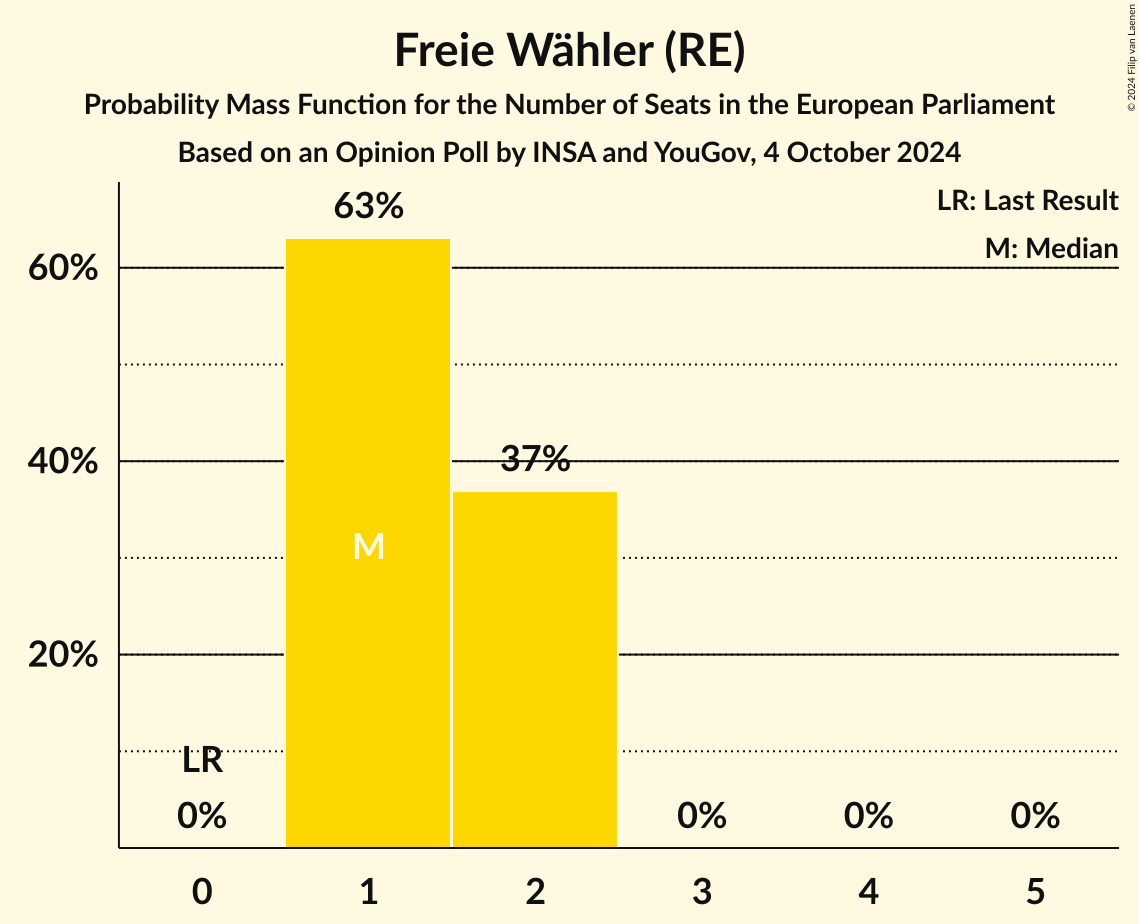 Freie Wähler (RE)
Probability Mass Function for the Number of Seats in the European Parliament
Based on an Opinion Poll by INSA and YouGov, 4 October 2024
© 2024 Filip van Laenen
LR: Last Result
M: Median
63%
60%
37%
40%
M
20%
LR
0%
0%
0%
0%
0
1
2
3
4
5